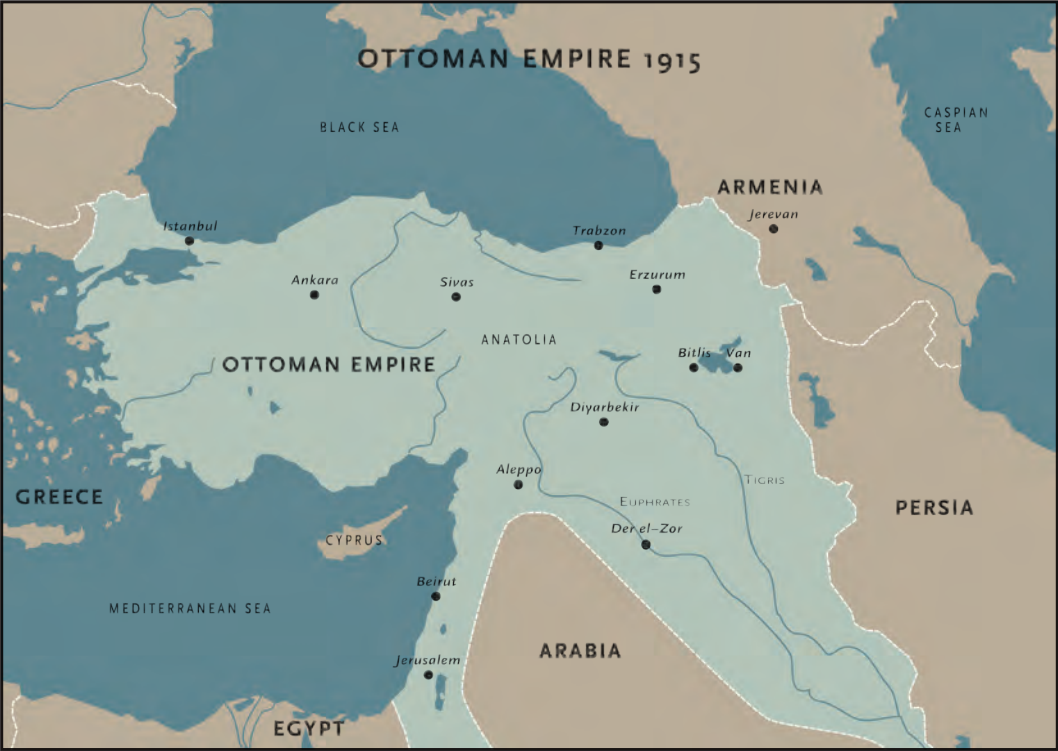 OTTOMAN EMPIRE 1915
CASPIAN
SEA
BLACK SEA
ARMENIA
Jerevan
Istanbul
Trabzon
Erzurum
Ankara
Sivas
ANATOLIA
Bitlis
Van
OTTOMAN EMPIRE
Diyarbekir
Aleppo
TIGRIS
GREECE
EUPHRATES
PERSIA
Der el-Zor
CYPRUS
Beirut
MEDITERRANEAN SEA
ARABIA
Jerusalem
EGYPT